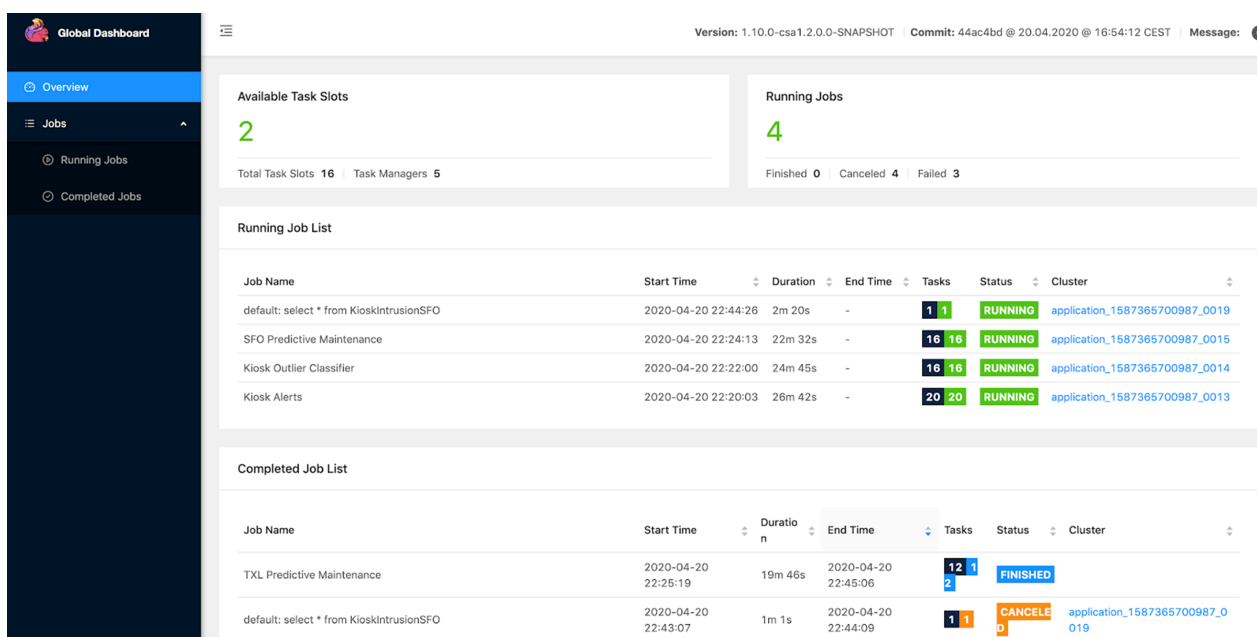 Global Dashboard
Version: 1.10.0-csa1.2.0.0-SNAPSHOT Commit: 44ac4bd @ 20.04.2020 @ 16:54:12 CEST Message:
Overview
Jobs
Running Jobs
Completed Jobs
Available Task Slots
2
Total Task Slots 16 Task Managers 5
Running Jobs
4
Finished 0 Canceled 4 Failed 3
Running Job List
Job Name Start Time Duration End Time Tasks Status Cluster
default: select * from KioskIntrusionSFO 2020-04-20 22:44:26 2m 20s - 1 1 RUNNING application_1587365700987_0019
SFO Predictive Maintenance 2020-04-20 22:24:13 22m 32s - 16 16 RUNNING application_1587365700987_0015
Kiosk Outlier Classifier 2020-04-20 22:22:00 24m 45s - 16 16 RUNNING application_1587365700987_0014
Kiosk Alerts 2020-04-20 22:20:03 26m 42s - 20 20 RUNNING application_1587365700987_0013
Completed Job List
Job Name Start Time Duratio
n End Time Tasks Status Cluster
TXL Predictive Maintenance 2020-04-20
22:25:19 19m 46s 2020-04-20
22:45:06 12 1
2 FINISHED
default: select * from KioskIntrusionSFO 2020-04-20
22:43:07 1m 1s 2020-04-20
22:44:09 1 1 CANCELE
D application_1587365700987_0
019